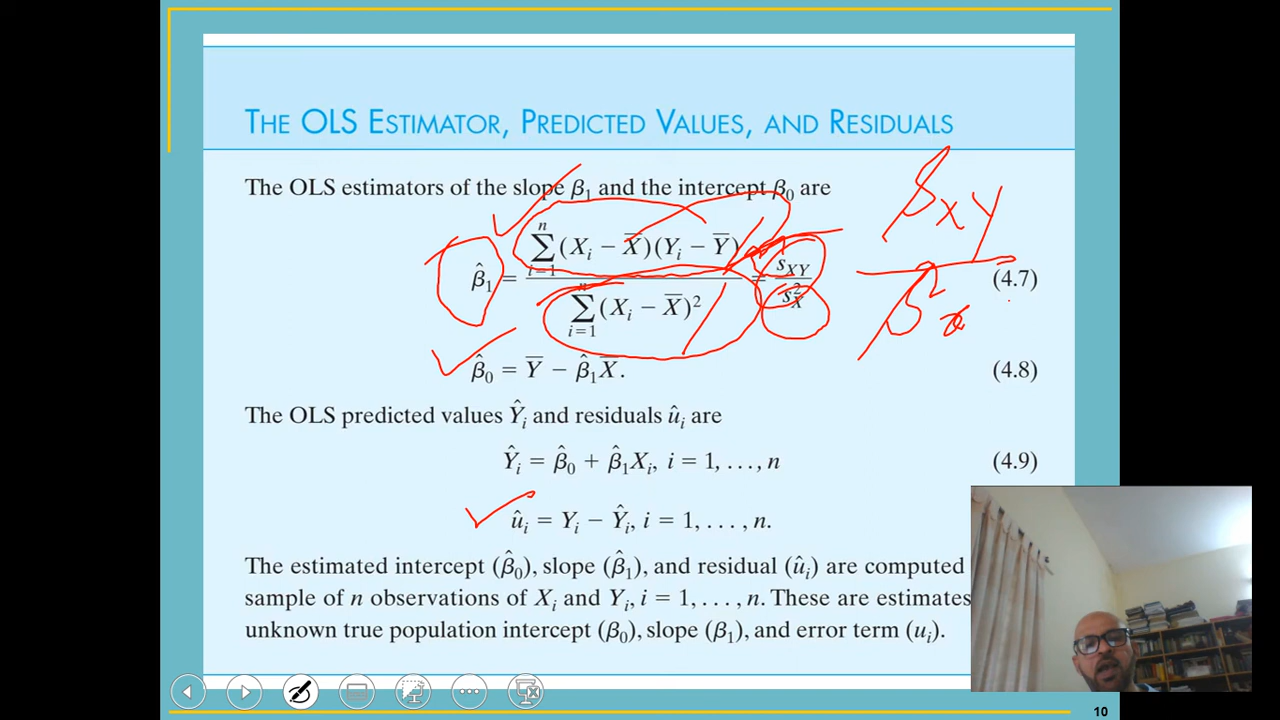 THE OLS ESTIMATOR, PREDICTED VALUES, AND RESIDUALS
The OLS estimators of the slope β₁ and the intercept β₀ are
β̂₁ = ∑ᵢ₌₁ⁿ (Xᵢ − X̅)(Yᵢ − Y̅) / ∑ᵢ₌₁ⁿ (Xᵢ − X̅)² = s_XY / s²_X (4.7)
β̂₀ = Y̅ − β̂₁X̅. (4.8)
The OLS predicted values Ŷᵢ and residuals ûᵢ are
Ŷᵢ = β̂₀ + β̂₁Xᵢ, i = 1, . . . , n (4.9)
ûᵢ = Yᵢ − Ŷᵢ, i = 1, . . . , n.
The estimated intercept (β̂₀), slope (β̂₁), and residual (ûᵢ) are computed
sample of n observations of Xᵢ and Yᵢ, i = 1, . . . , n. These are estimates
unknown true population intercept (β₀), slope (β₁), and error term (uᵢ).
10